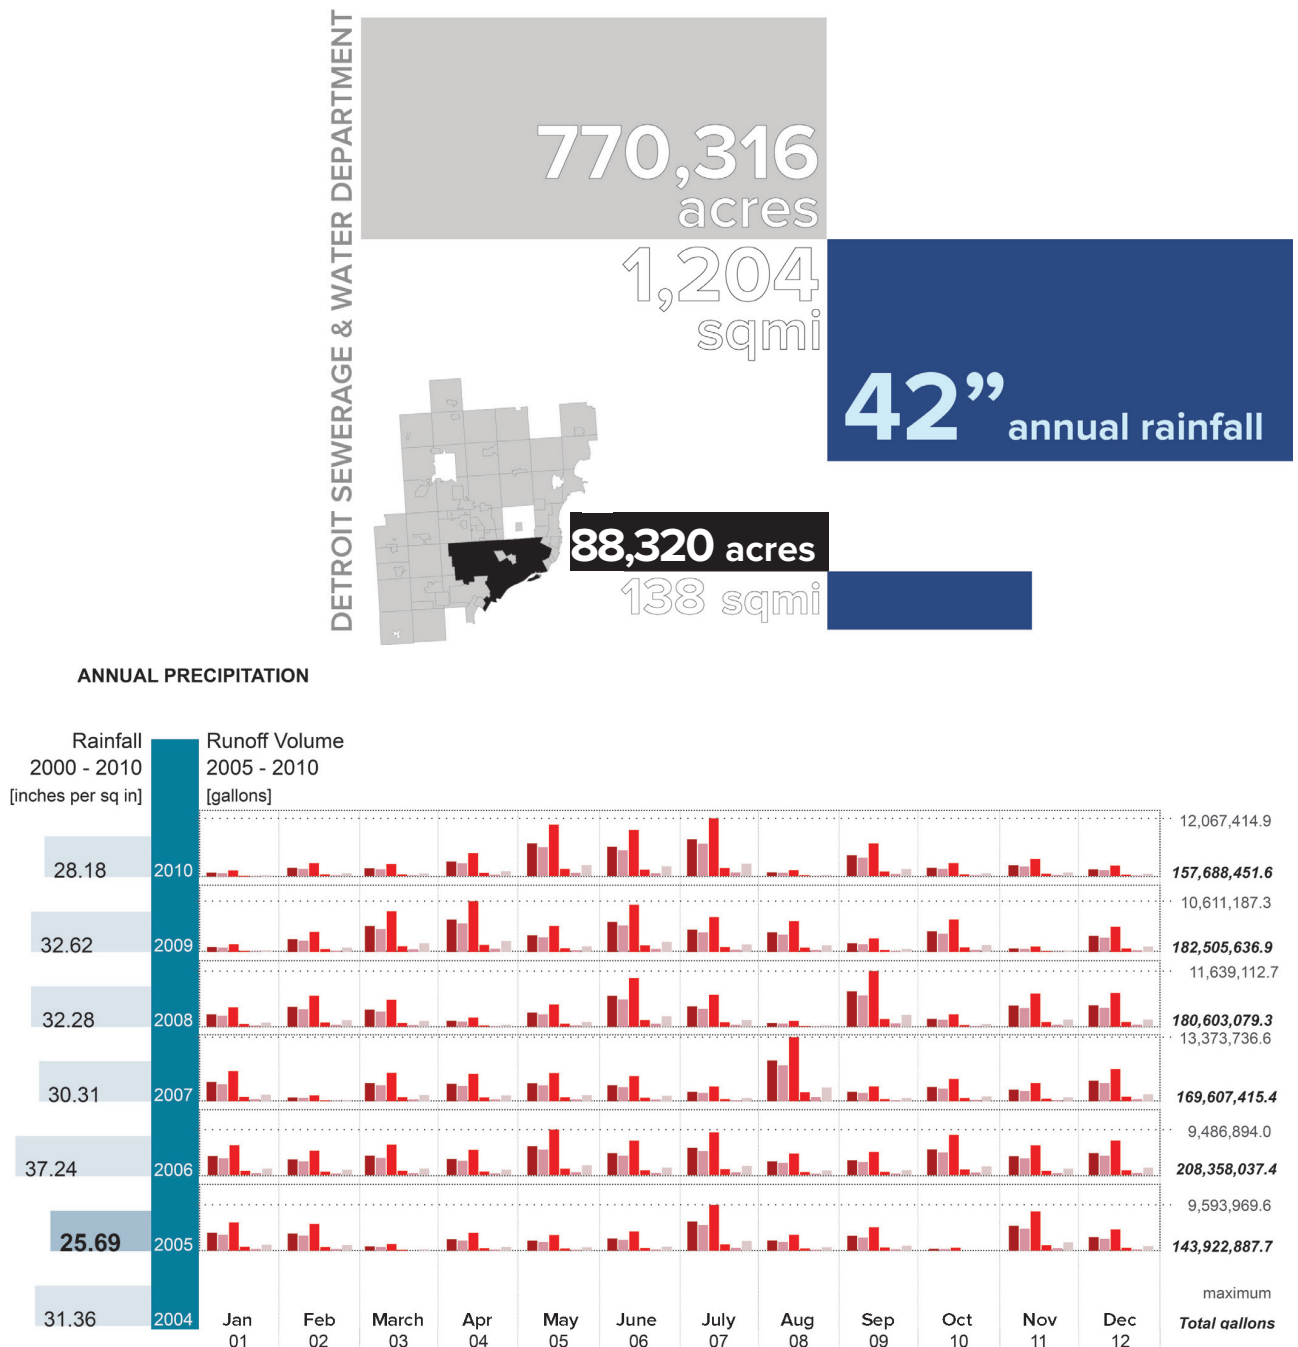 DETROIT SEWERAGE & WATER DEPARTMENT
770,316
acres
1,204
sqmi
42” annual rainfall
88,320 acres
138 sqmi
ANNUAL PRECIPITATION
Rainfall
2000 - 2010
[inches per sq in]
Runoff Volume
2005 - 2010
[gallons]
12,067,414.9
28.18 2010 157,688,451.6
10,611,187.3
32.62 2009 182,505,636.9
11,639,112.7
32.28 2008 180,603,079.3
13,373,736.6
30.31 2007 169,607,415.4
9,486,894.0
37.24 2006 208,358,037.4
9,593,969.6
25.69 2005 143,922,887.7
maximum
31.36 2004 Jan Feb March Apr May June July Aug Sep Oct Nov Dec Total gallons
01 02 03 04 05 06 07 08 09 10 11 12